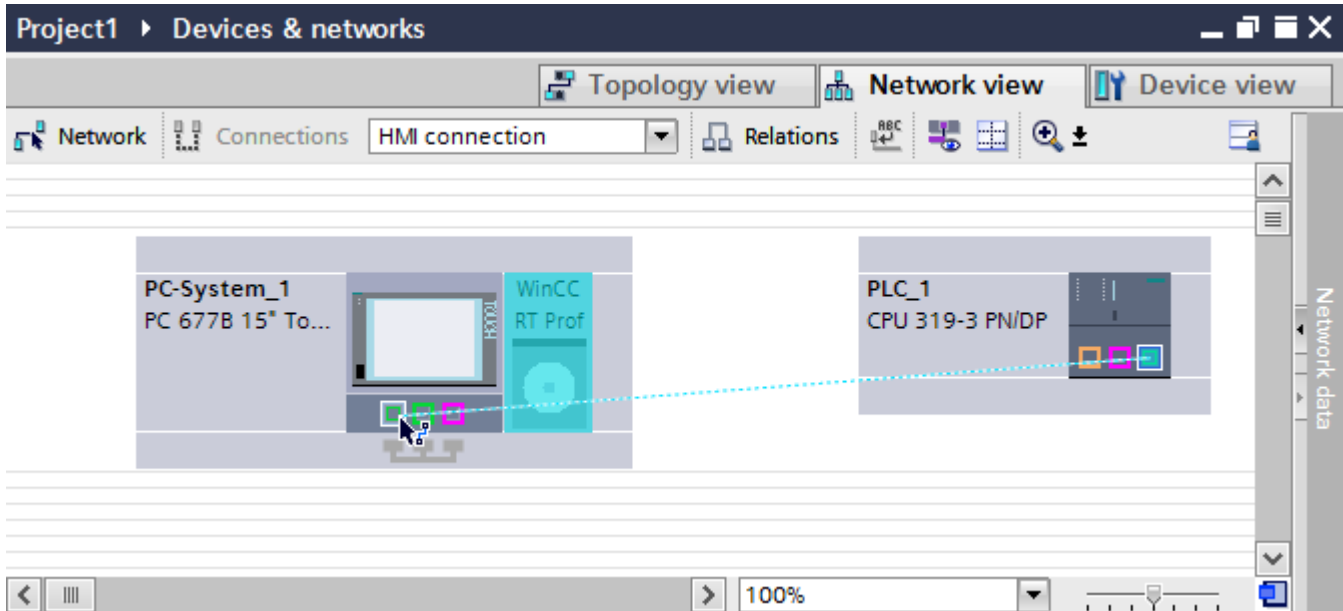 Project1 ▸ Devices & networks
Topology view Network view Device view
Network Connections HMI connection Relations
PC-System_1
PC 677B 15" To...
TOUCH
WinCC
RT Prof
PLC_1
CPU 319-3 PN/DP
Network data
100%